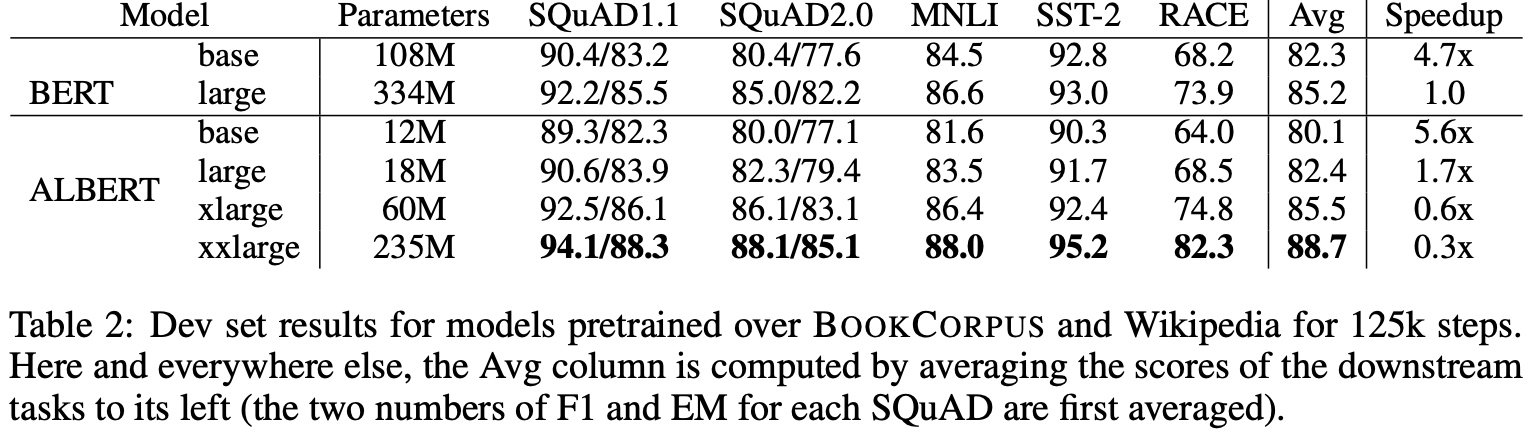 Model Parameters SQuAD1.1 SQuAD2.0 MNLI SST-2 RACE Avg Speedup
base 108M 90.4/83.2 80.4/77.6 84.5 92.8 68.2 82.3 4.7x
BERT large 334M 92.2/85.5 85.0/82.2 86.6 93.0 73.9 85.2 1.0
base 12M 89.3/82.3 80.0/77.1 81.6 90.3 64.0 80.1 5.6x
large 18M 90.6/83.9 82.3/79.4 83.5 91.7 68.5 82.4 1.7x
ALBERT
xlarge 60M 92.5/86.1 86.1/83.1 86.4 92.4 74.8 85.5 0.6x
xxlarge 235M 94.1/88.3 88.1/85.1 88.0 95.2 82.3 88.7 0.3x
Table 2: Dev set results for models pretrained over BOOKCORPUS and Wikipedia for 125k steps.
Here and everywhere else, the Avg column is computed by averaging the scores of the downstream
tasks to its left (the two numbers of F1 and EM for each SQuAD are first averaged).